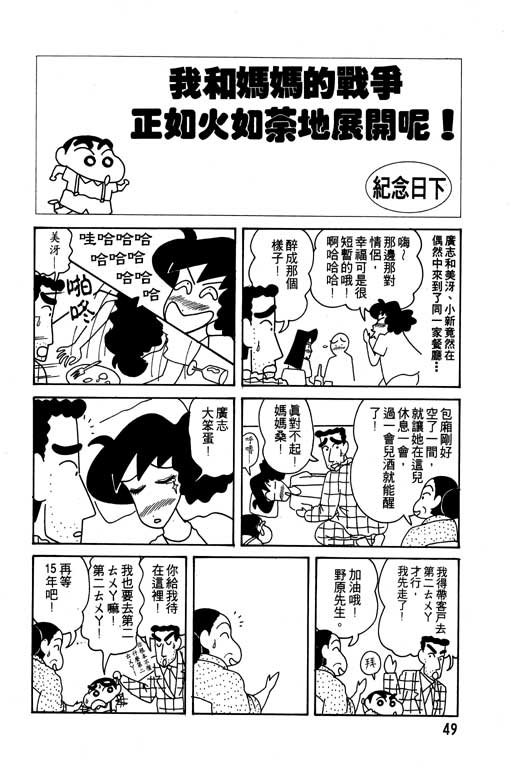 我和媽媽的戰爭
正如火如荼地展開呢！
紀念日下
廣志和美冴、小新竟然在
偶然中來到了同一家餐廳…
嗨~
那邊那對
情侶，
幸福可是很
短暫的哦！
啊哈哈哈！
醉成那個
樣子！
哇哈哈哈
哈哈哈
哈哈
哈
美冴！
啪
咚
包廂剛好
空了一間，
就讓她在這兒
休息一會，
過一會兒酒就能醒
了！
真對不起！
媽媽桑！
呼嚕
廣志
大笨蛋！
我得帶客戶去
第二ㄊㄨㄚ
才行，
我先走了！
拜
加油哦！
野原先生。
你給我待
在這裡！
我也要去第
二ㄊㄨㄚ嘛！
再等
15年吧！
49